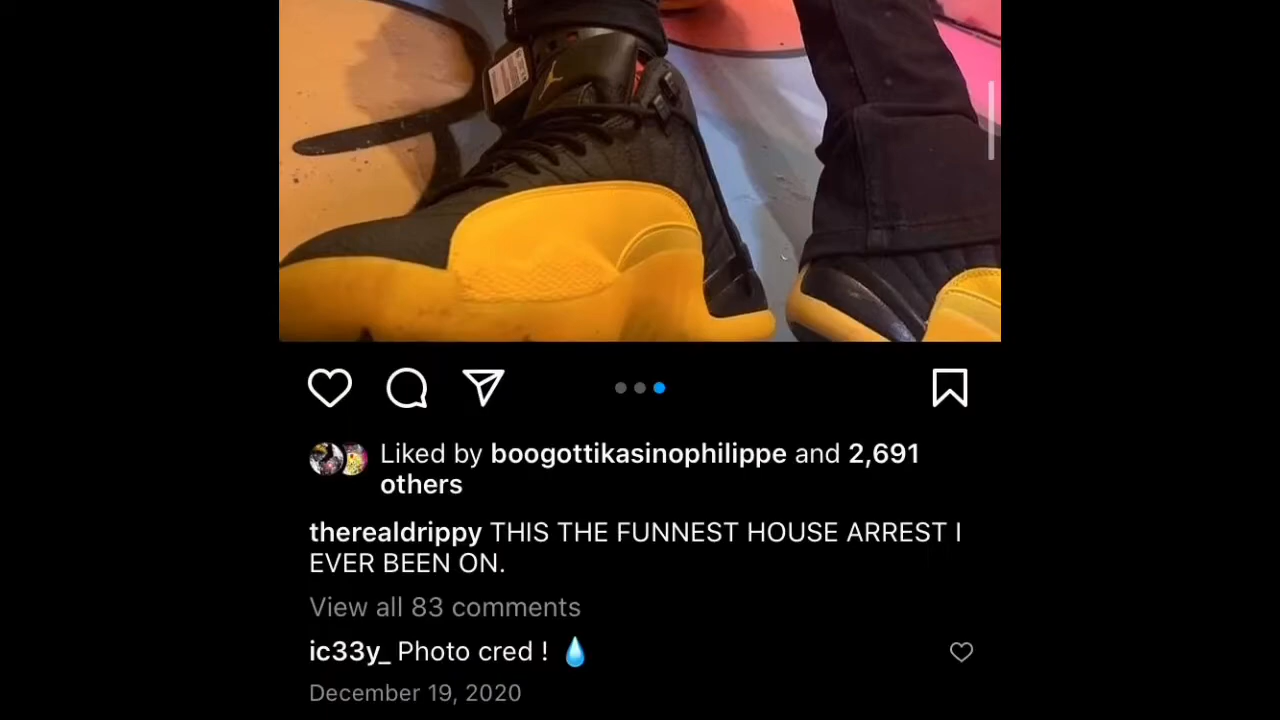 Liked by boogottikasinophilippe and 2,691
others
therealdrippy THIS THE FUNNEST HOUSE ARREST I
EVER BEEN ON.
View all 83 comments
ic33y_ Photo cred ! 💧
December 19, 2020